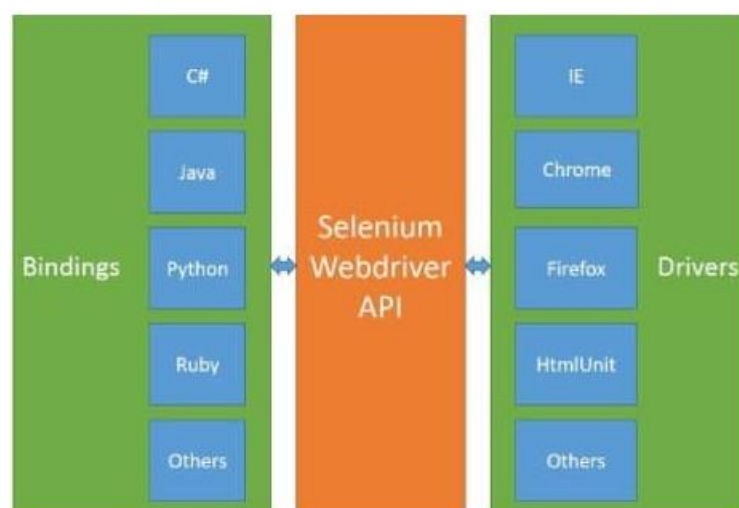 Bindings
C#
Java
Python
Ruby
Others
Selenium
Webdriver
API
IE
Chrome
Firefox
HtmlUnit
Others
Drivers